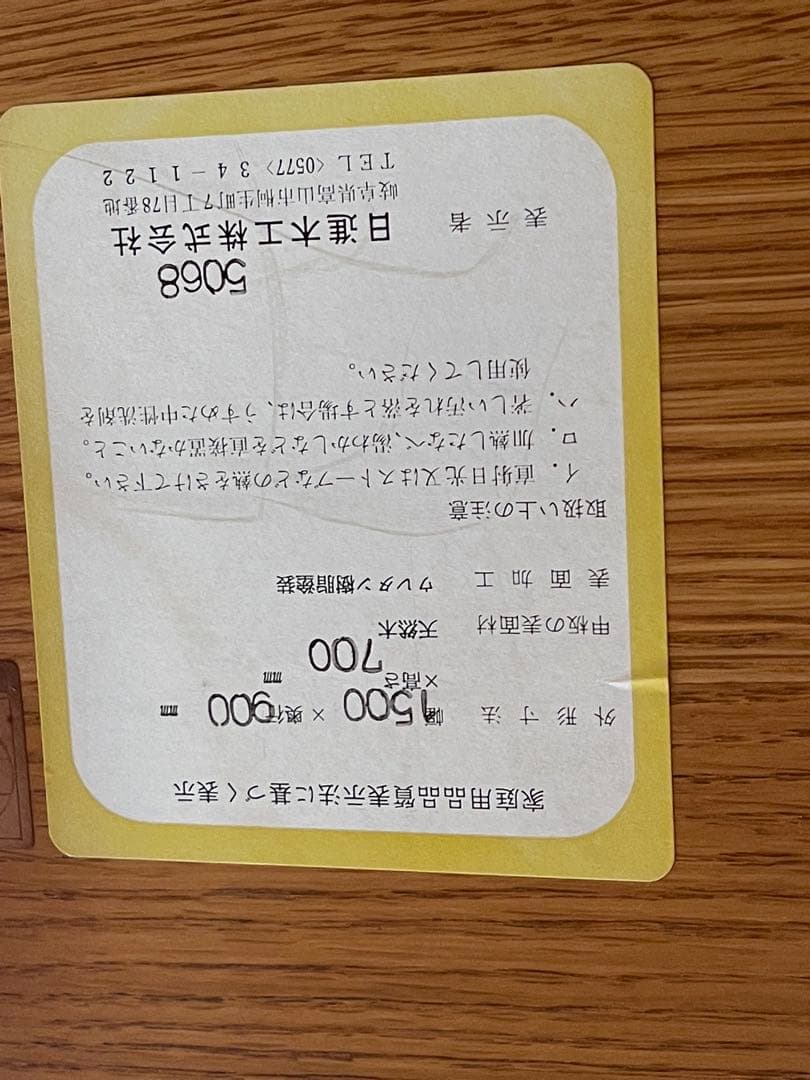 家庭用品品質表示法に基づく表示
外形寸法 幅1500 × 奥行900 ㎜
×高さ700 ㎜
甲板の表面材 天然木
表面加工 ウレタン樹脂塗装
取扱い上の注意
イ．直射日光又はストーブなどの熱をさけて下さい。
ロ．加熱したなべ、湯わかしなどを直接置かないこと。
ハ．著しい汚れを落とす場合は、うすめた中性洗剤を
使用してください。
5068
表示者 日進木工株式会社
岐阜県高山市桐生町7丁目78番地
TEL〈0577〉34-1122